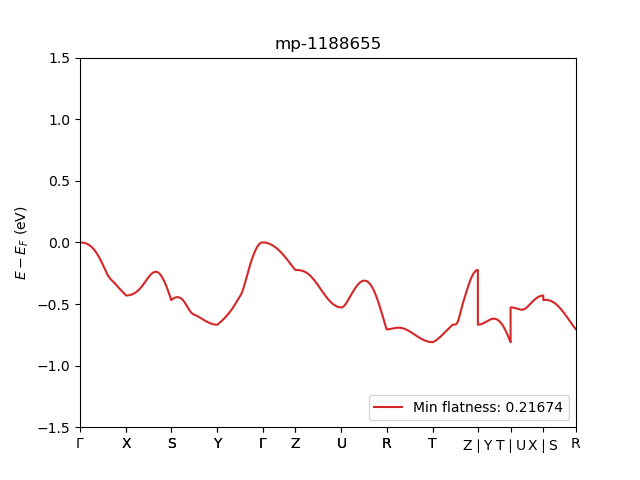 mp-1188655
E − E_F (eV)
1.5
1.0
0.5
0.0
−0.5
−1.0
−1.5
Min flatness: 0.21674
Γ X S Y Γ Z U R T Z | Y T | U X | S R